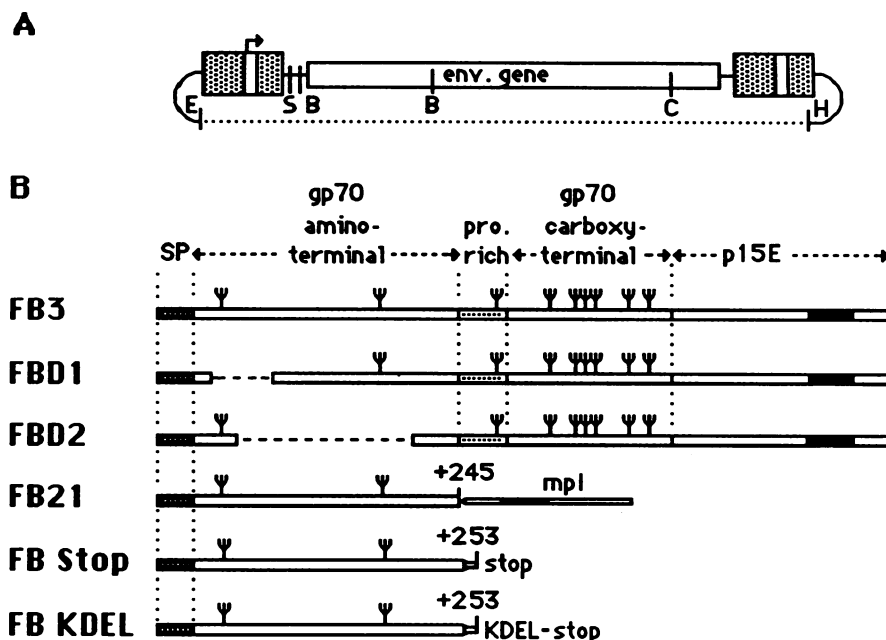 A
E S B B env. gene C H
B
gp70 gp70
amino- pro. carboxy-
SP terminal rich terminal p15E
FB3
FBD1
FBD2
+245
FB21 mpl
+253
FB Stop stop
+253
FB KDEL KDEL-stop